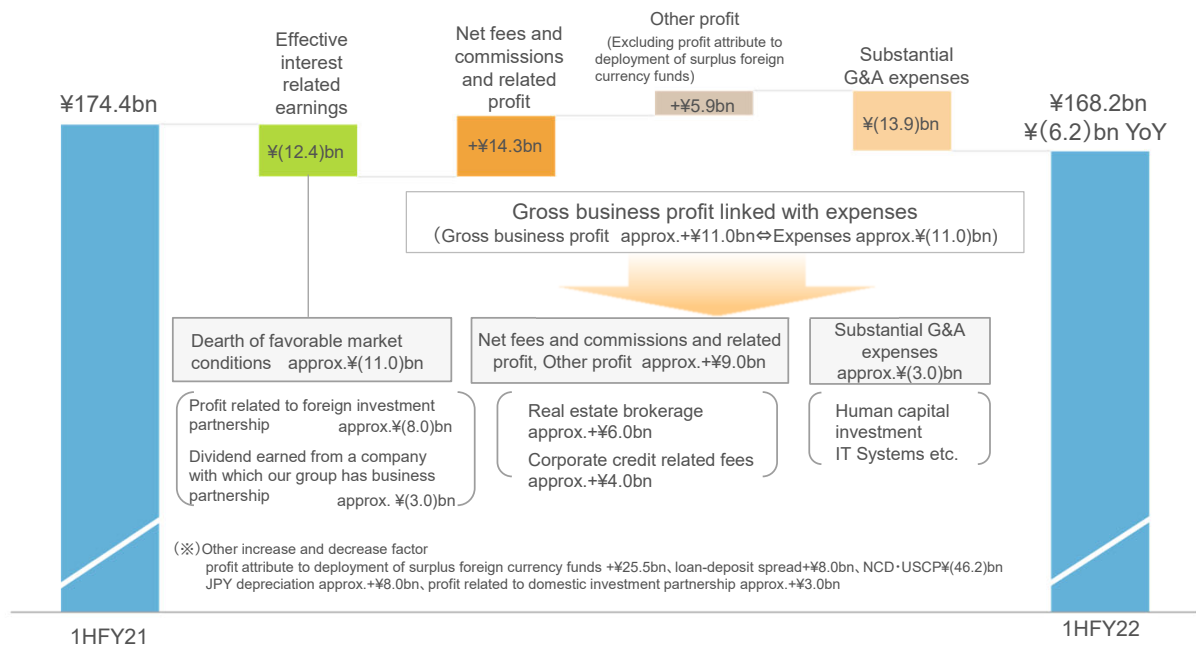 Effective
interest
related
earnings
Net fees and
commissions
and related
profit
Other profit
(Excluding profit attribute to
deployment of surplus foreign
currency funds)
Substantial
G&A expenses
¥174.4bn
¥(12.4)bn
+¥14.3bn
+¥5.9bn
¥(13.9)bn
¥168.2bn
¥(6.2)bn YoY
Gross business profit linked with expenses
(Gross business profit approx.+¥11.0bn⇔Expenses approx.¥(11.0)bn)
Dearth of favorable market
conditions approx.¥(11.0)bn
Profit related to foreign investment
partnership approx.¥(8.0)bn
Dividend earned from a company
with which our group has business
partnership approx. ¥(3.0)bn
Net fees and commissions and related
profit, Other profit approx.+¥9.0bn
Real estate brokerage
approx.+¥6.0bn
Corporate credit related fees
approx.+¥4.0bn
Substantial G&A
expenses
approx.¥(3.0)bn
Human capital
investment
IT Systems etc.
(※)Other increase and decrease factor
profit attribute to deployment of surplus foreign currency funds +¥25.5bn、loan-deposit spread+¥8.0bn、NCD・USCP¥(46.2)bn
JPY depreciation approx.+¥8.0bn、profit related to domestic investment partnership approx.+¥3.0bn
1HFY21
1HFY22